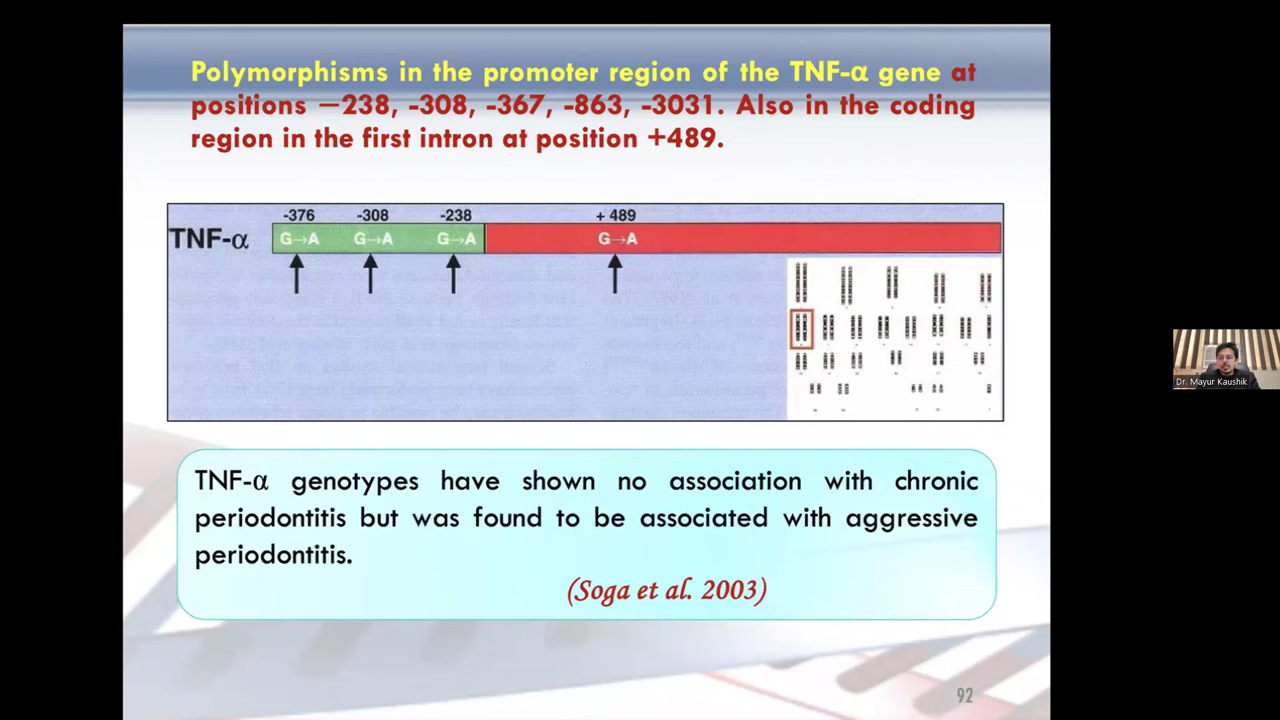 Polymorphisms in the promoter region of the TNF-α gene at
positions –238, -308, -367, -863, -3031. Also in the coding
region in the first intron at position +489.
-376 -308 -238 + 489
TNF-α G→A G→A G→A G→A
TNF-α genotypes have shown no association with chronic
periodontitis but was found to be associated with aggressive
periodontitis.
(Soga et al. 2003)
92
Dr. Mayur Kaushik